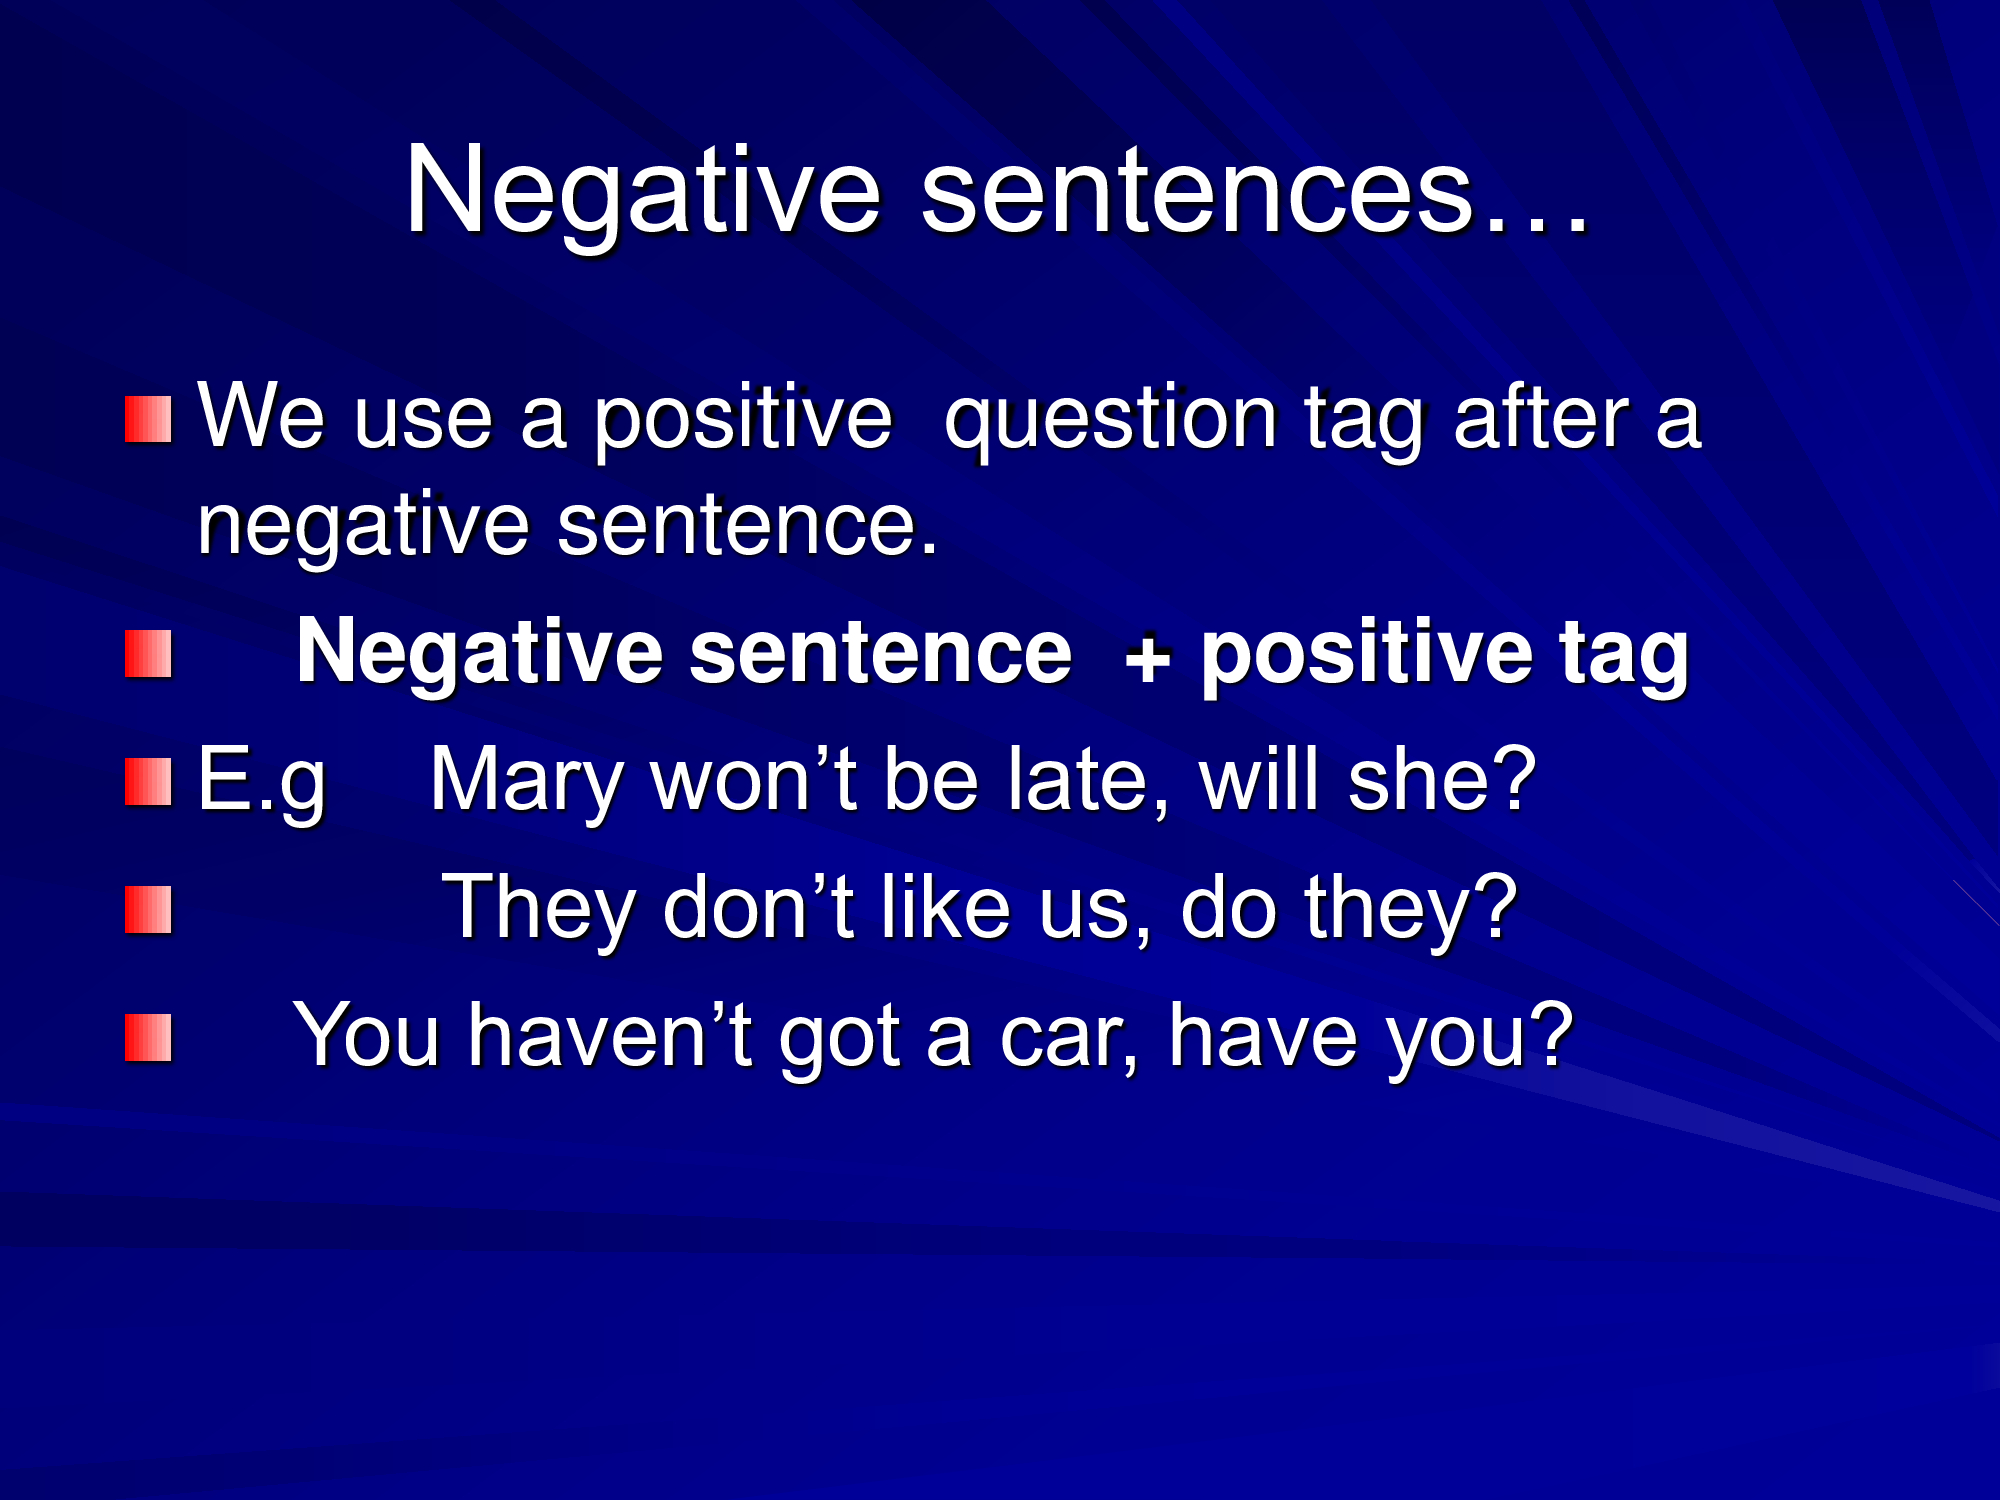 Negative sentences…
We use a positive  question tag after a
negative sentence.
Negative sentence  + positive tag
E.g    Mary won’t be late, will she?
They don’t like us, do they?
You haven’t got a car, have you?